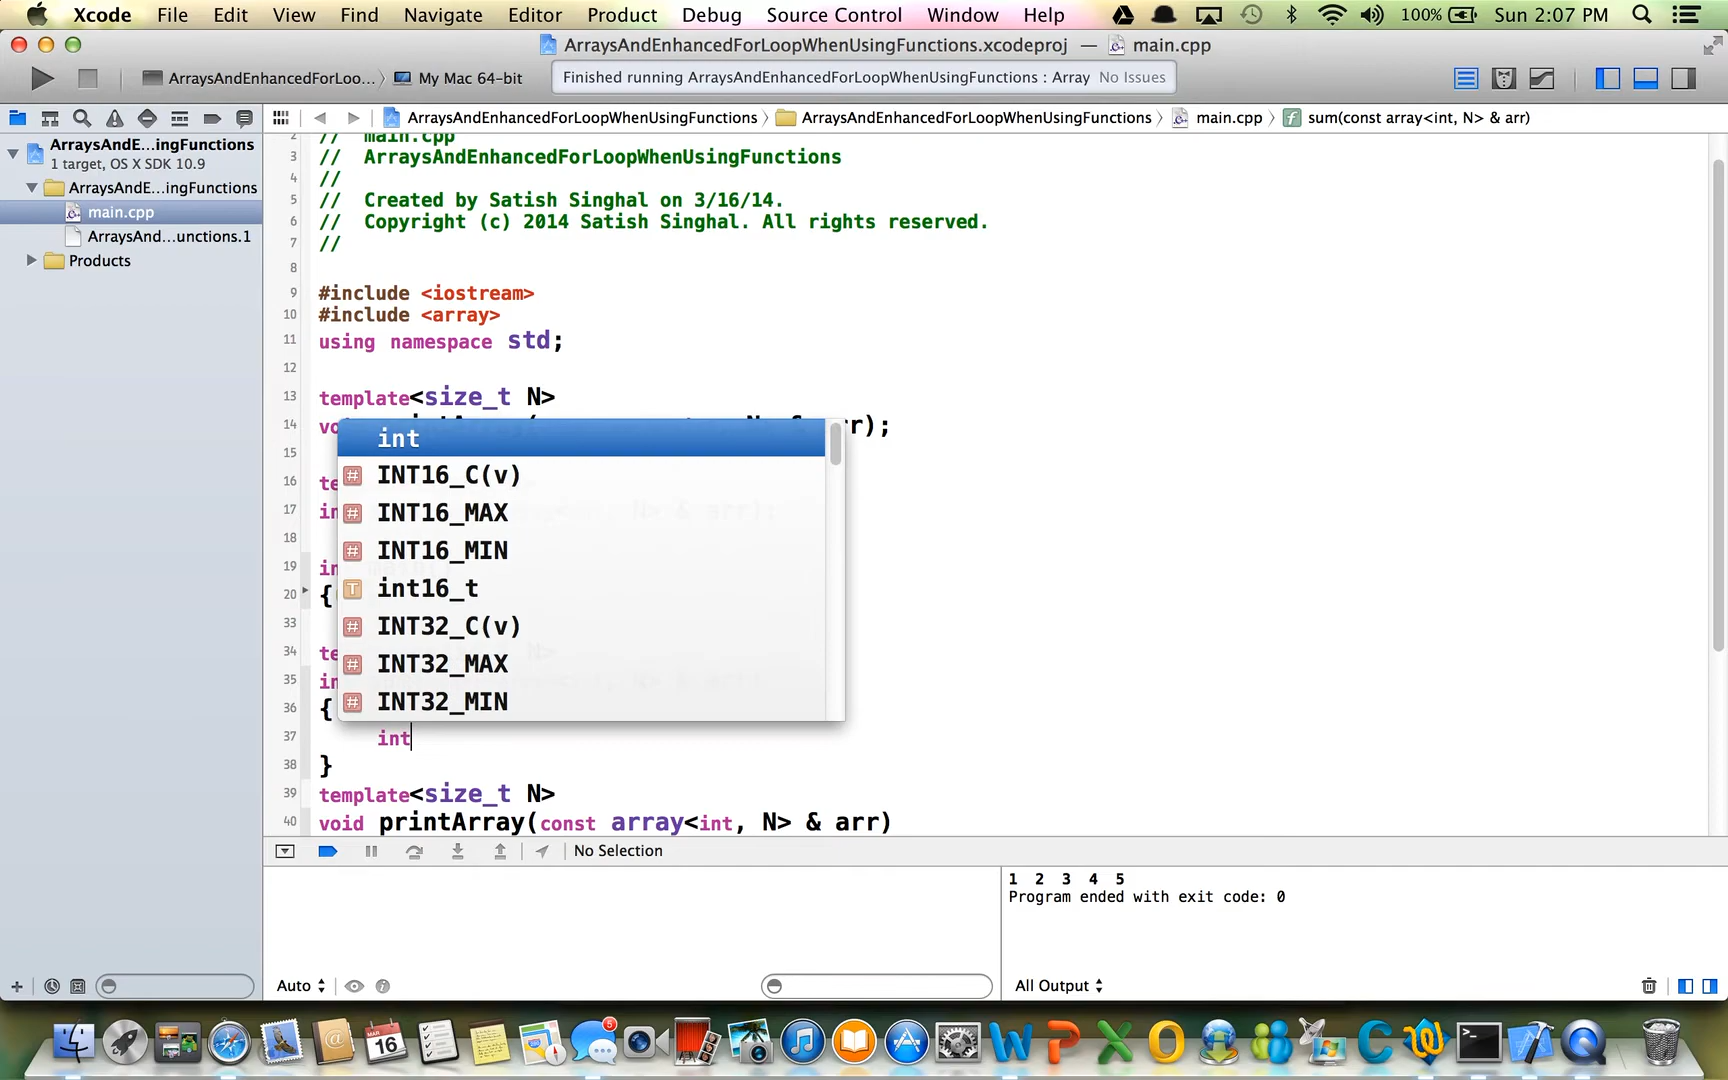 Xcode File Edit View Find Navigate Editor Product Debug Source Control Window Help 100% Sun 2:07 PM
ArraysAndEnhancedForLoopWhenUsingFunctions.xcodeproj — main.cpp
ArraysAndEnhancedForLoo... My Mac 64-bit Finished running ArraysAndEnhancedForLoopWhenUsingFunctions : Array No Issues
ArraysAndEnhancedForLoopWhenUsingFunctions ArraysAndEnhancedForLoopWhenUsingFunctions main.cpp sum(const array<int, N> & arr)
ArraysAndE...ingFunctions
1 target, OS X SDK 10.9
ArraysAndE...ingFunctions
main.cpp
ArraysAnd...unctions.1
Products
2 // main.cpp
3 // ArraysAndEnhancedForLoopWhenUsingFunctions
4 //
5 // Created by Satish Singhal on 3/16/14.
6 // Copyright (c) 2014 Satish Singhal. All rights reserved.
7 //
8
9 #include <iostream>
10 #include <array>
11 using namespace std;
12
13 template<size_t N>
14 rr);
15
16
17
18
19
20 {
33
34
35
36 {
37 int
38 }
39 template<size_t N>
40 void printArray(const array<int, N> & arr)
int
INT16_C(v)
INT16_MAX
INT16_MIN
int16_t
INT32_C(v)
INT32_MAX
INT32_MIN
No Selection
1 2 3 4 5
Program ended with exit code: 0
Auto
All Output
MAR
16
5